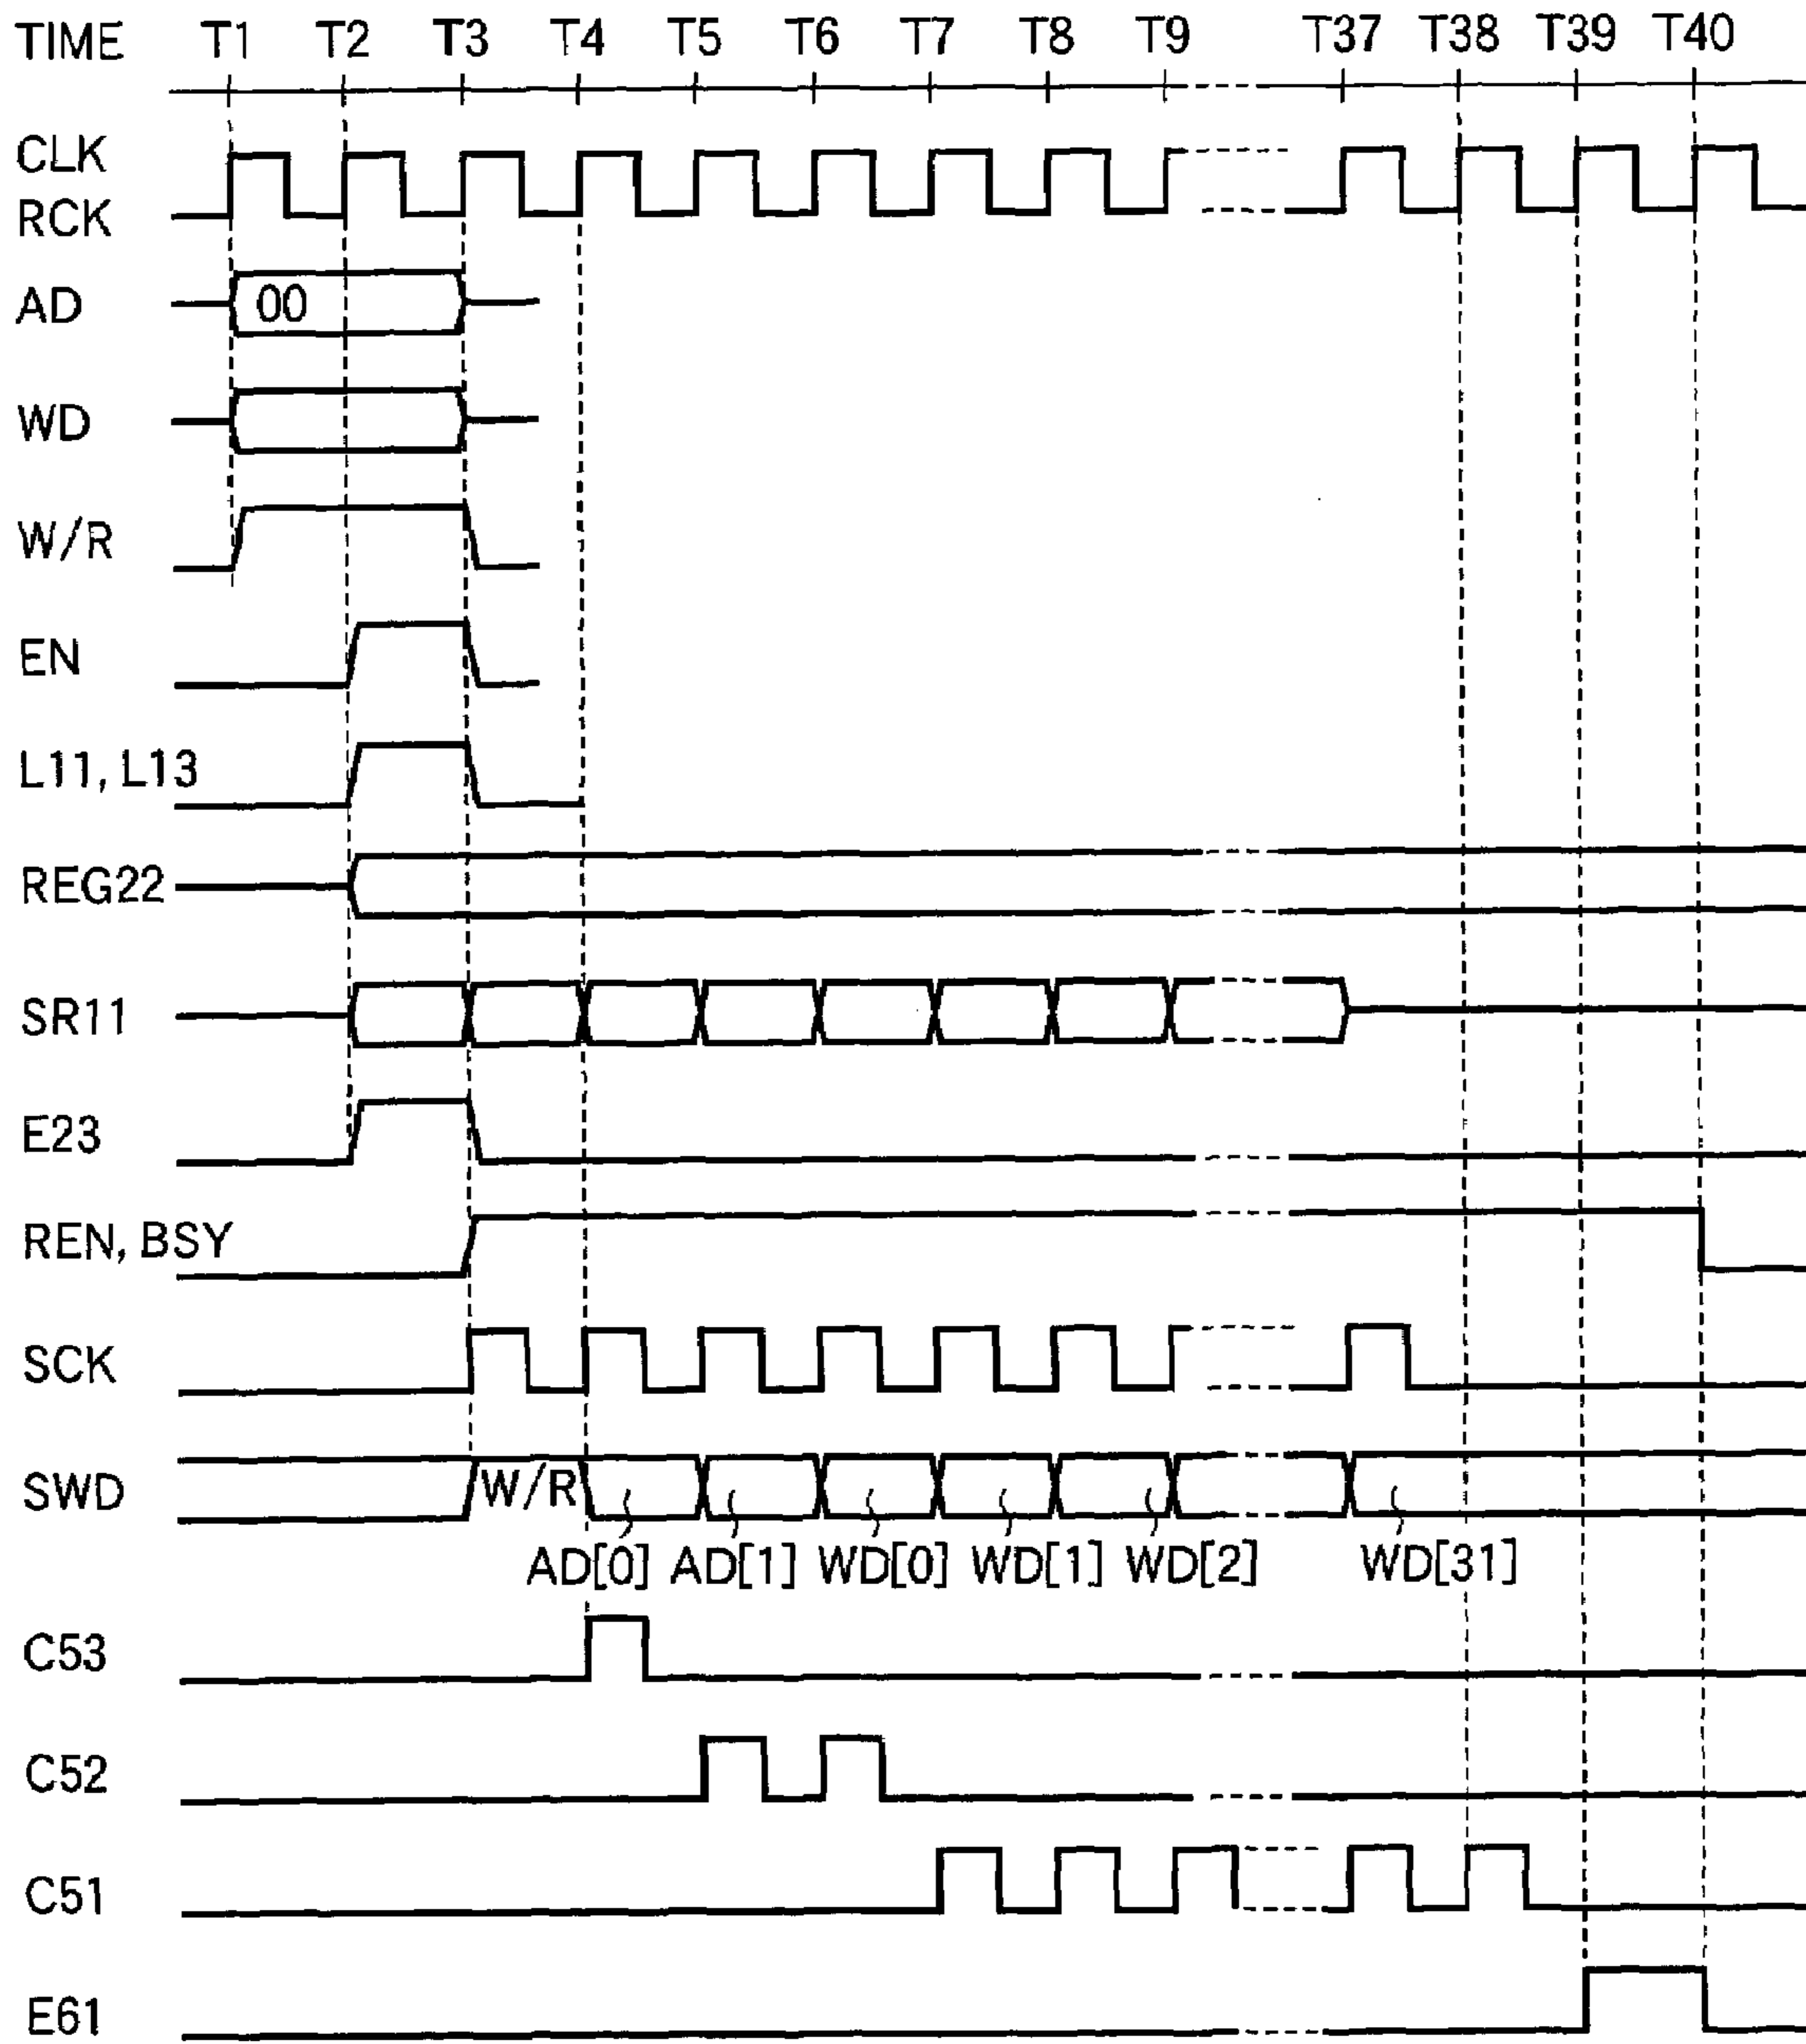 TIME T1 T2 T3 T4 T5 T6 T7 T8 T9 T37 T38 T39 T40
CLK
RCK
AD 00
WD
W/R
EN
L11, L13
REG22
SR11
E23
REN, BSY
SCK
SWD W/R
AD[0] AD[1] WD[0] WD[1] WD[2] WD[31]
C53
C52
C51
E61